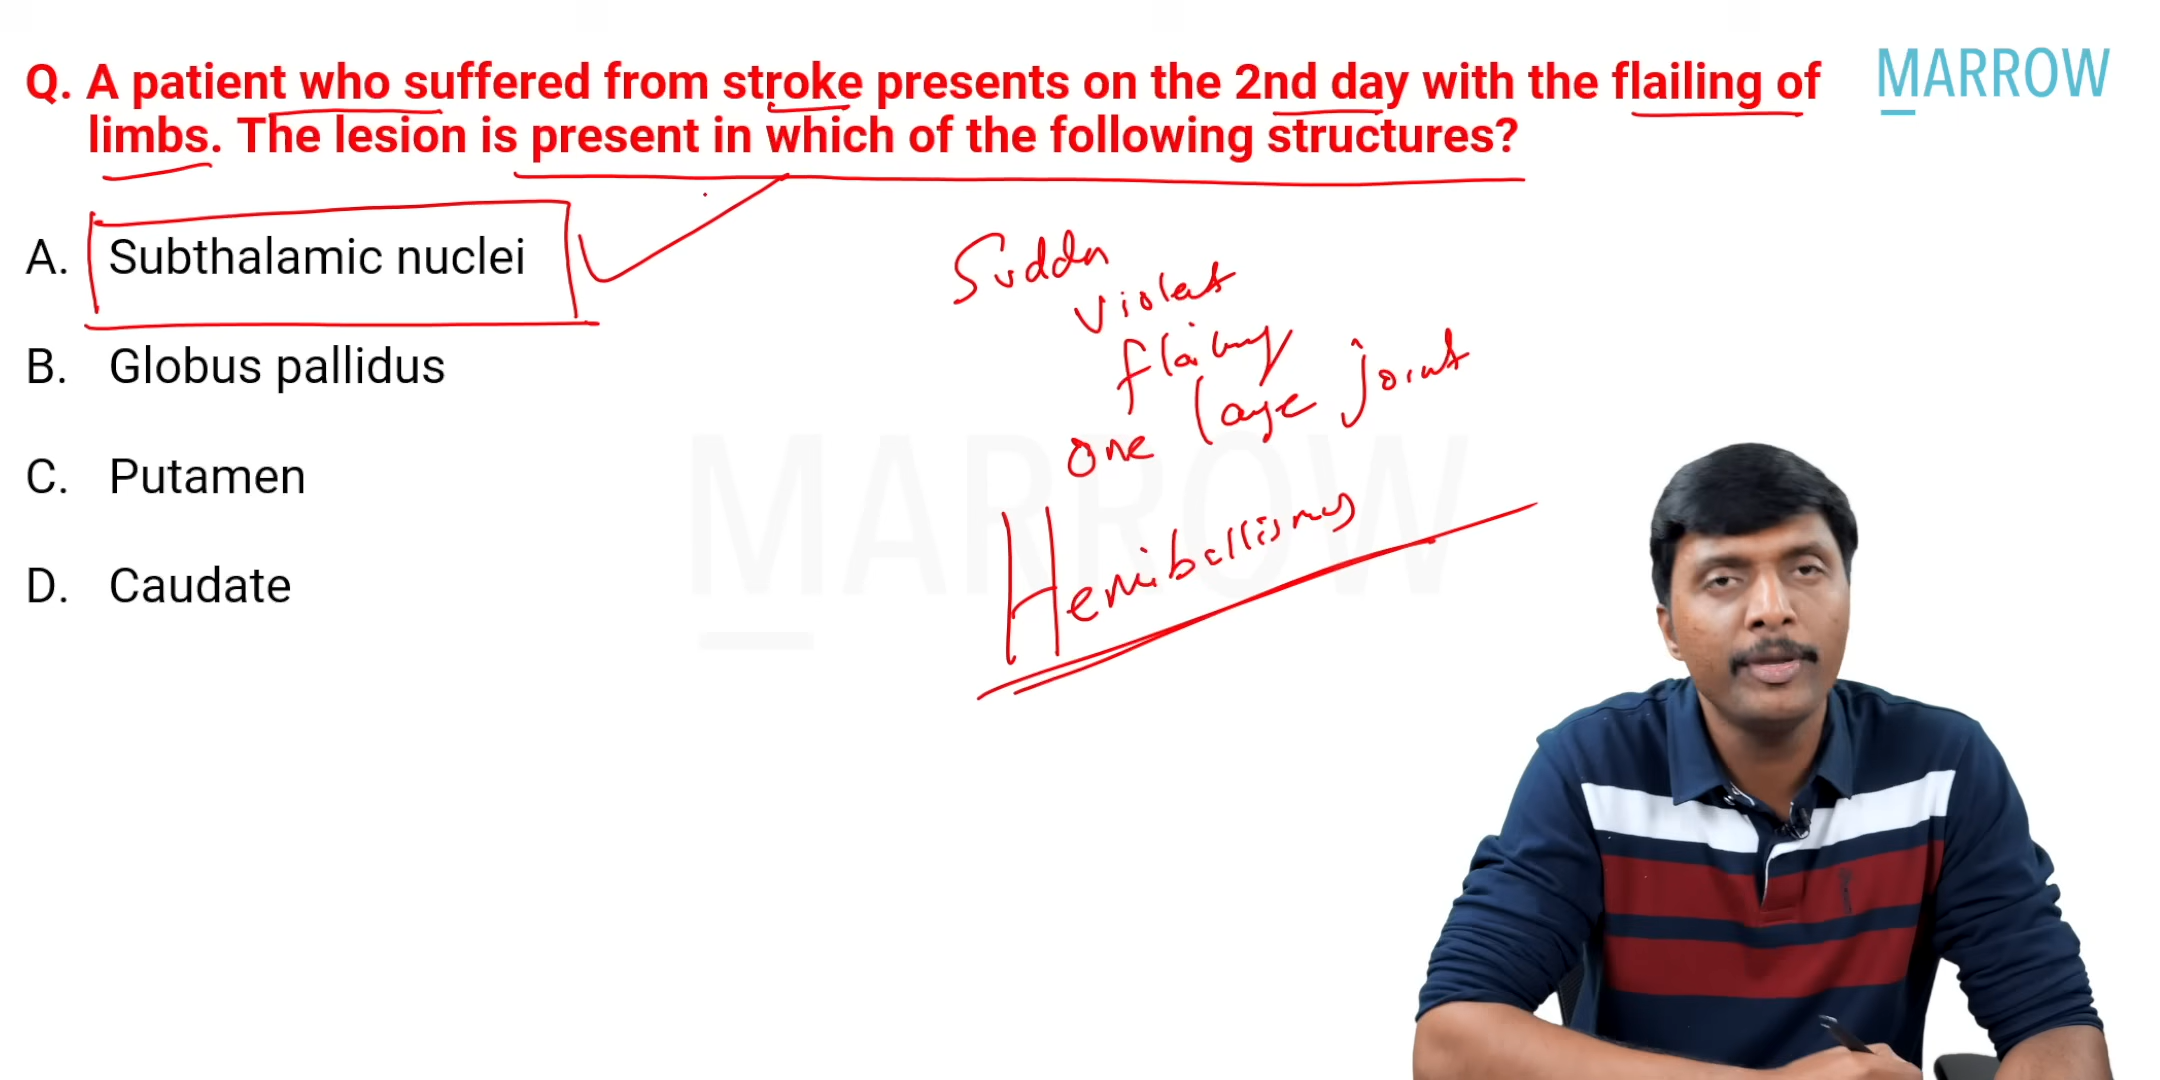 Q. A patient who suffered from stroke presents on the 2nd day with the flailing of
limbs. The lesion is present in which of the following structures?
MARROW
A. Subthalamic nuclei
B. Globus pallidus
C. Putamen
D. Caudate
Sudden
Violent
flailing
one large joint
Hemiballismus
MARROW